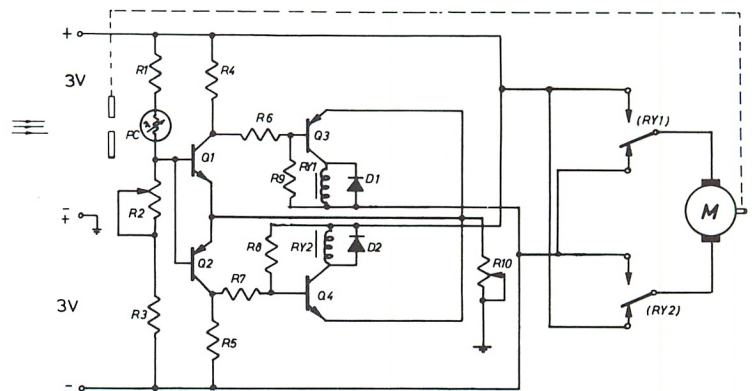 +
3V
R1
R4
PC
λ
R6
Q3
(RY1)
Q1
R9
RY1
D1
R2
M
-
+
R8
RY2
D2
R10
Q2
R7
Q4
(RY2)
3V
R3
R5
-